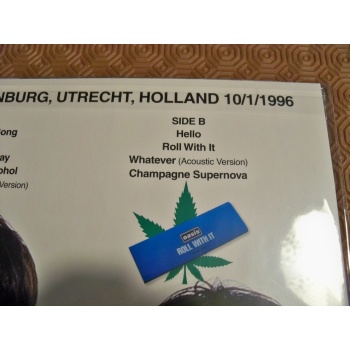 NBURG, UTRECHT, HOLLAND 10/1/1996
SIDE B
ong
Hello
Roll With It
ay
Whatever (Acoustic Version)
ohol
Champagne Supernova
Version)
oasis
ROLL WITH IT